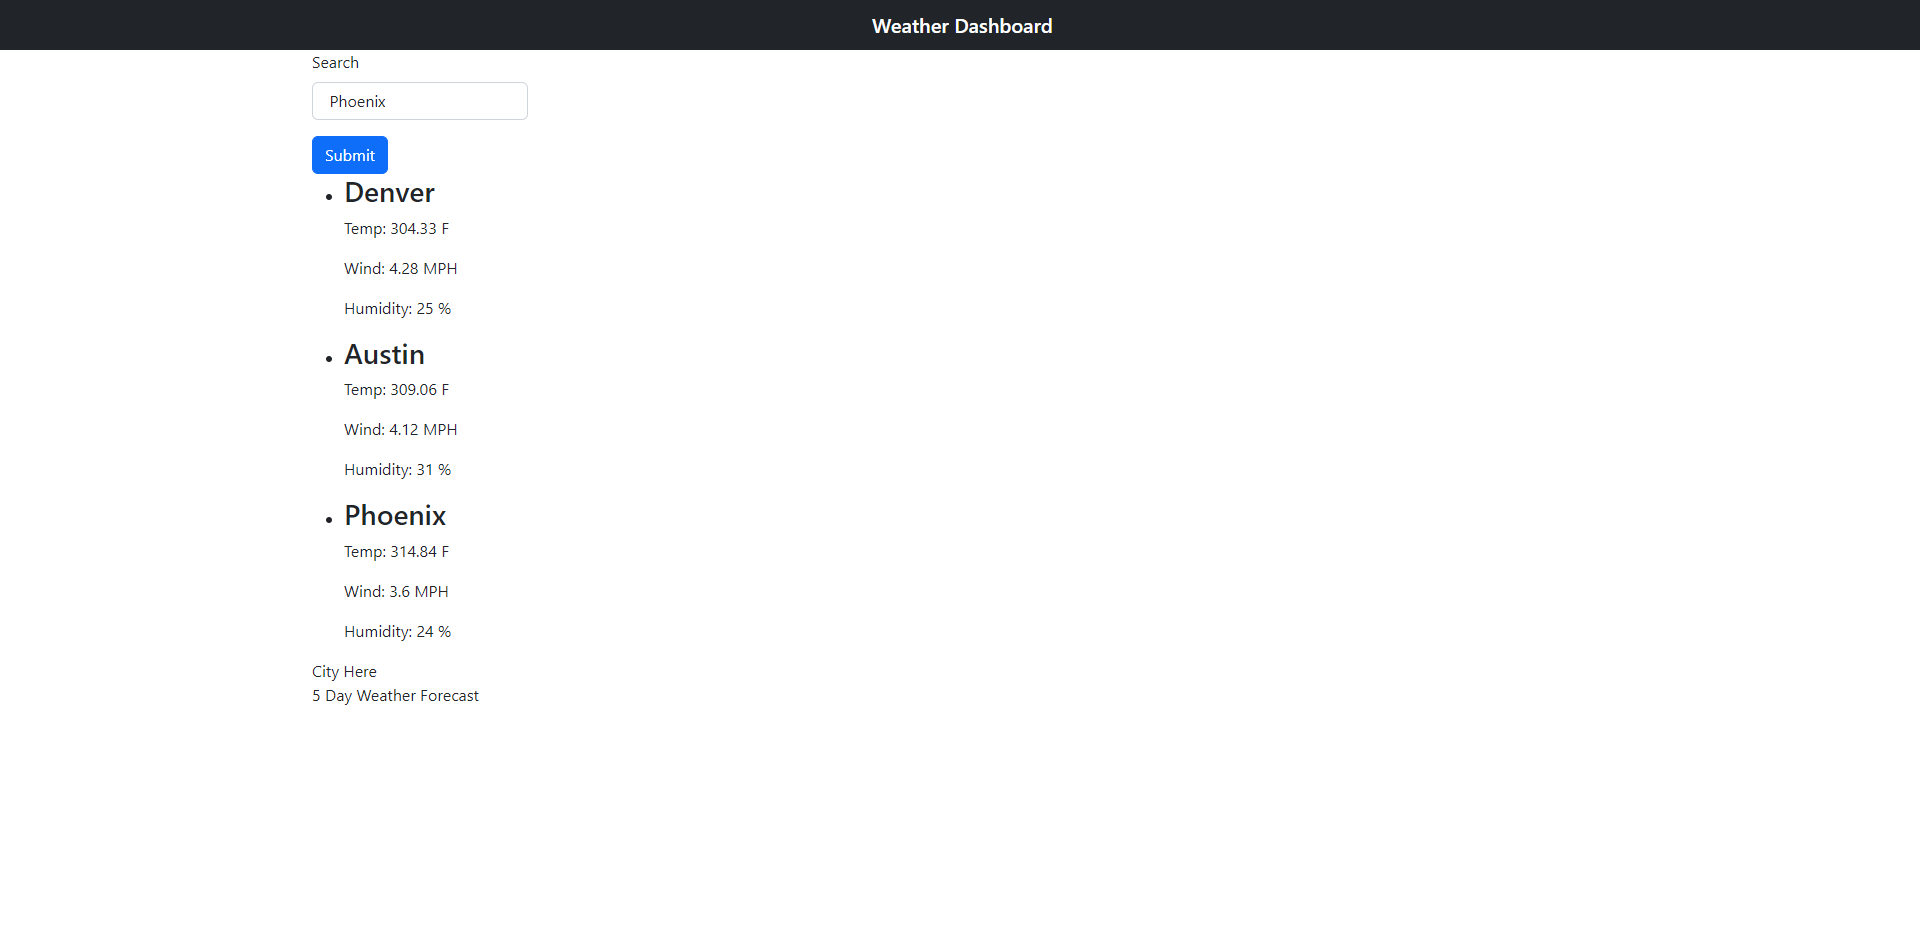 Weather Dashboard
Search
Phoenix
Submit
Denver
Temp: 304.33 F
Wind: 4.28 MPH
Humidity: 25 %
Austin
Temp: 309.06 F
Wind: 4.12 MPH
Humidity: 31 %
Phoenix
Temp: 314.84 F
Wind: 3.6 MPH
Humidity: 24 %
City Here
5 Day Weather Forecast